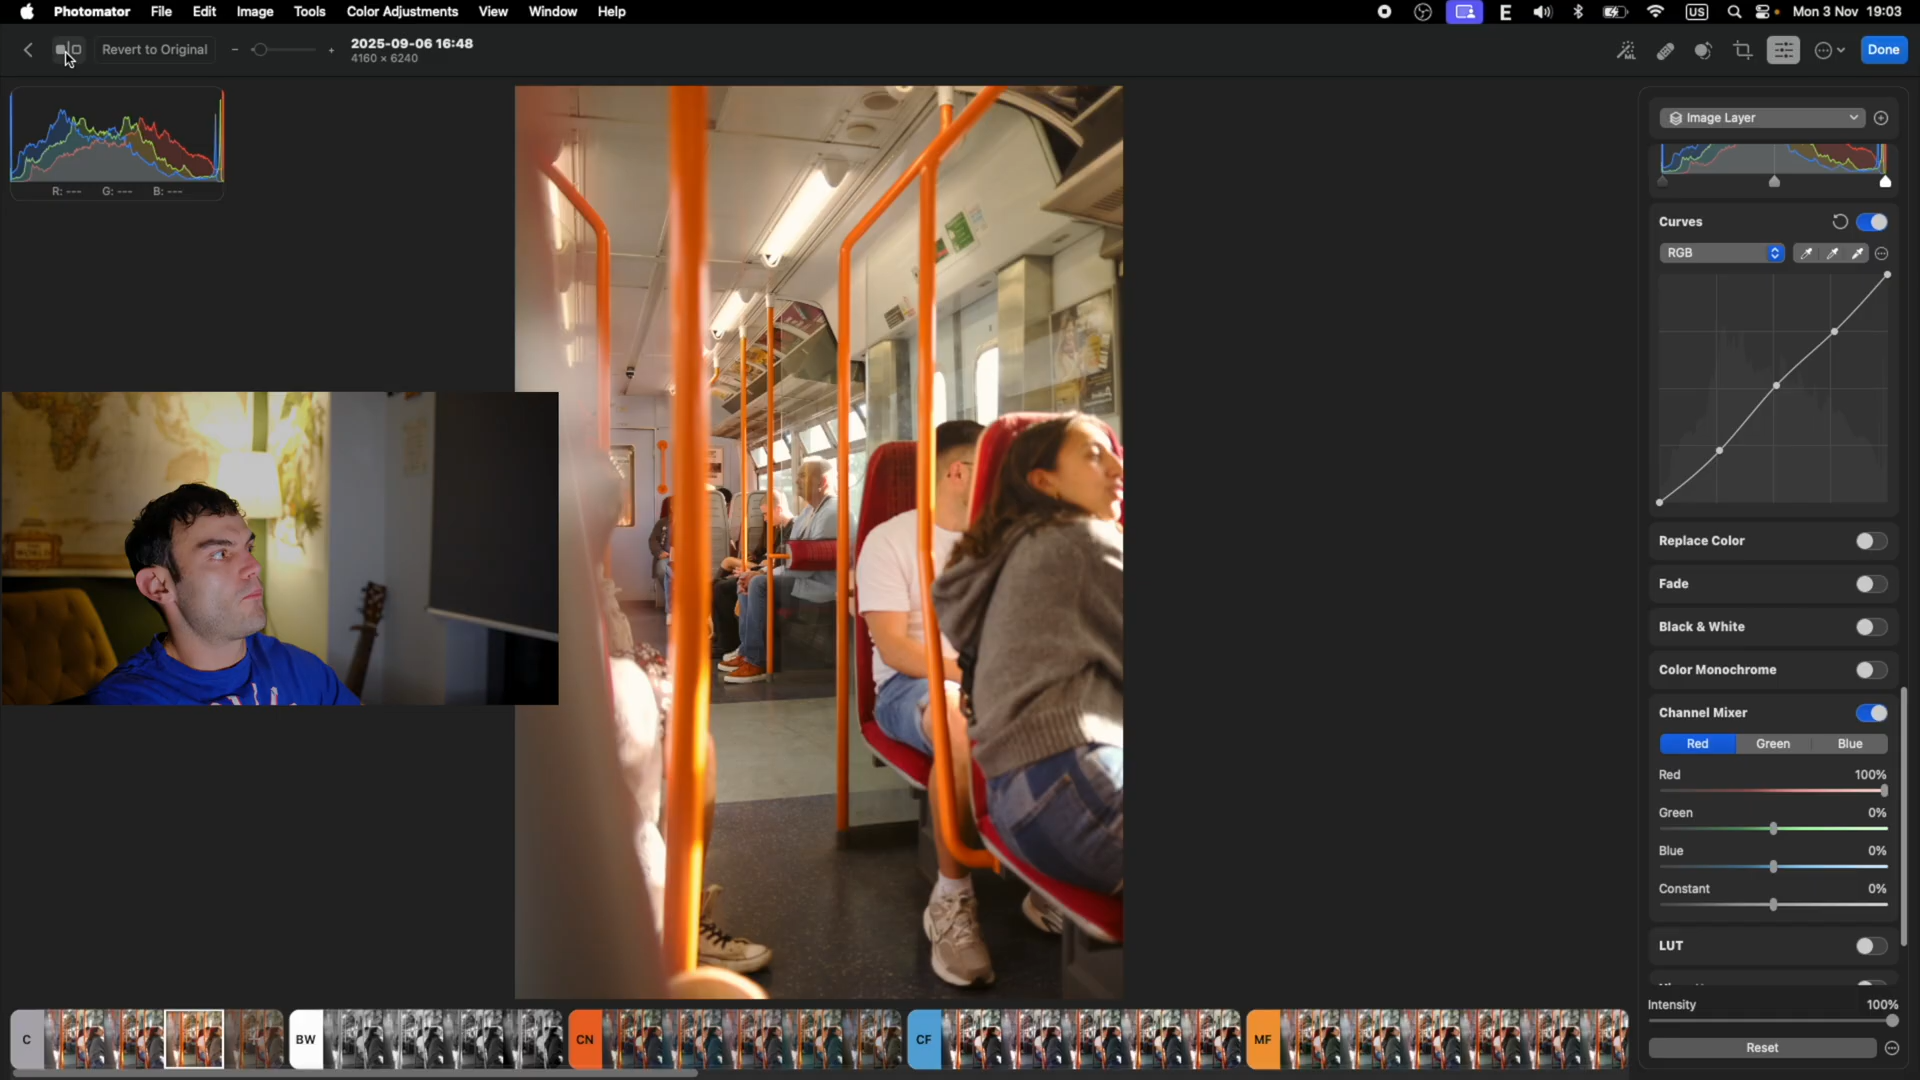 Photomator File Edit Image Tools Color Adjustments View Window Help
E US Mon 3 Nov 19:03
Revert to Original
2025-09-06 16:48
4160 × 6240
ML
Done
R: --- G: --- B: ---
Image Layer
Curves
RGB
Replace Color
Fade
Black & White
Color Monochrome
Channel Mixer
Red Green Blue
Red 100%
Green 0%
Blue 0%
Constant 0%
LUT
Intensity 100%
Reset
C BW CN CF MF